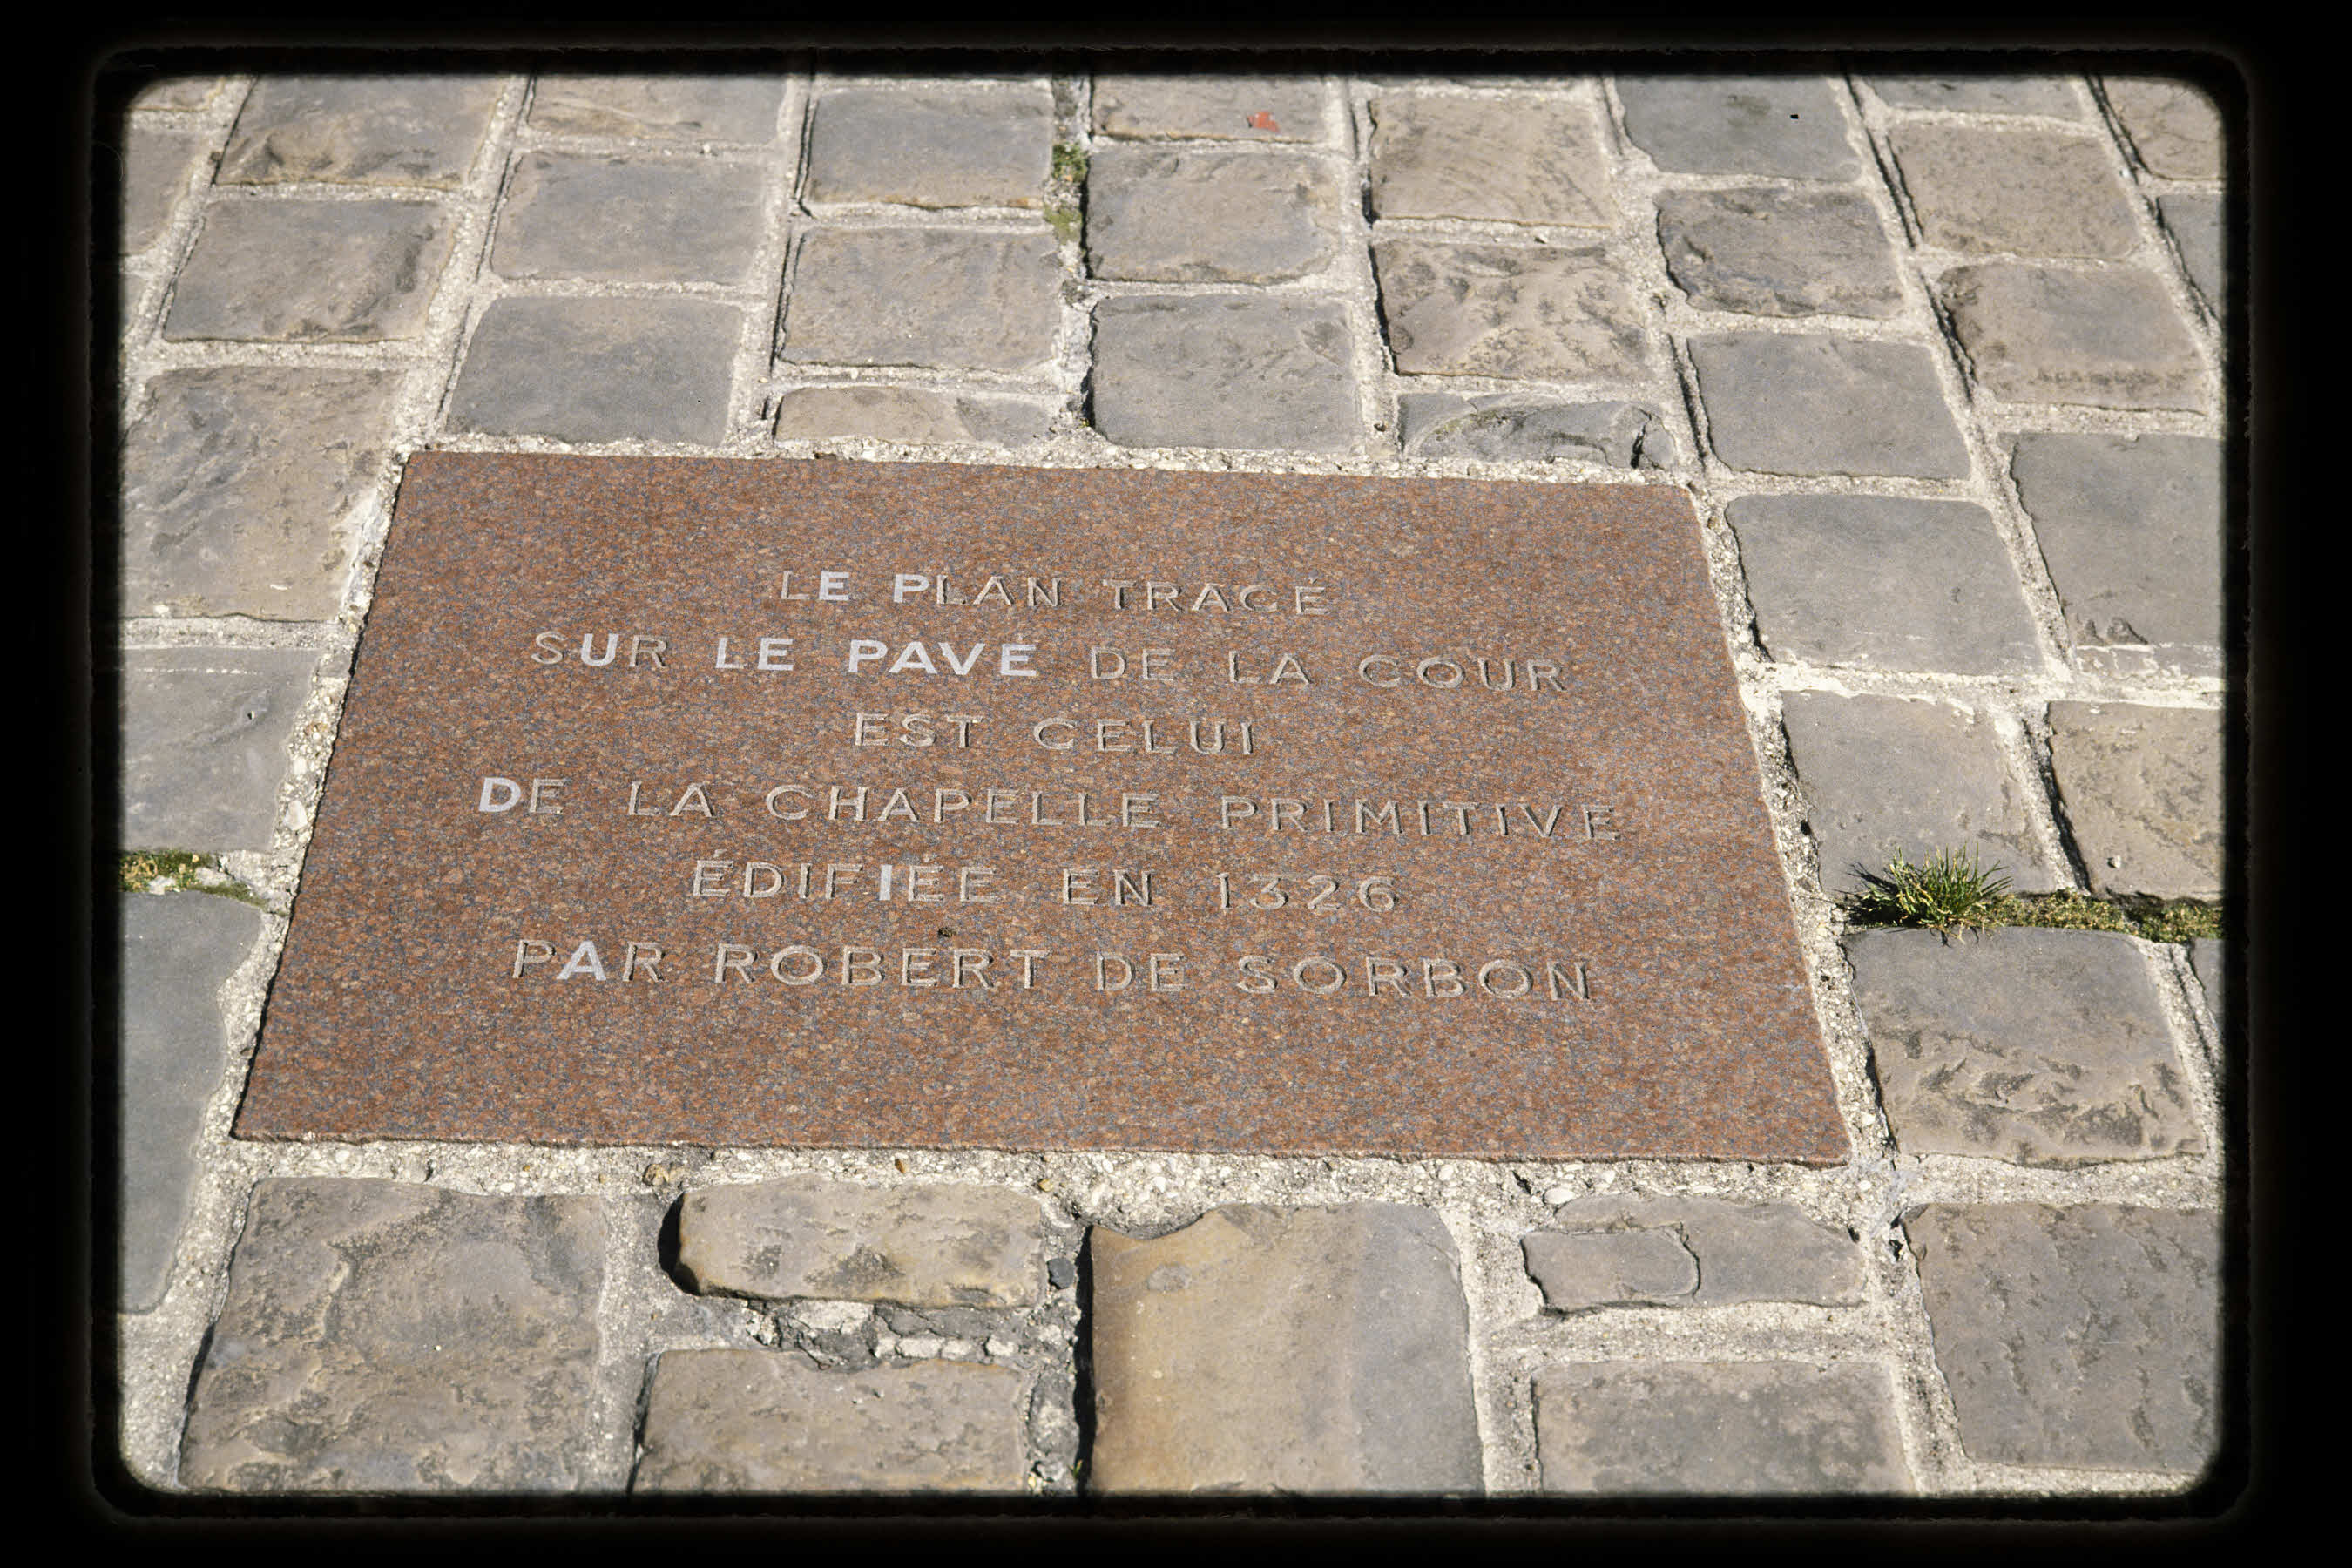 LE PLAN TRACÉ
SUR LE PAVÉ DE LA COUR
EST CELUI
DE LA CHAPELLE PRIMITIVE
ÉDIFIÉE EN 1326
PAR ROBERT DE SORBON